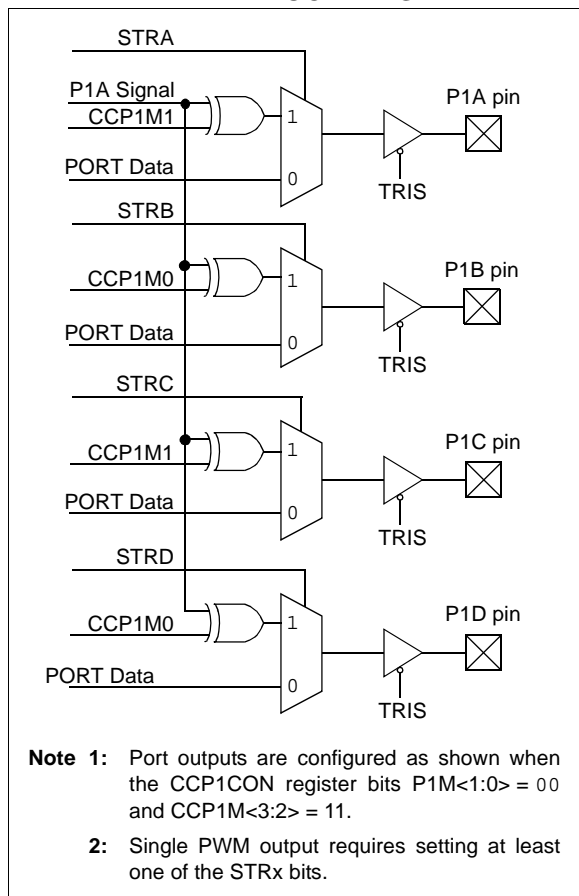 STRA
P1A Signal
CCP1M1
1
P1A pin
PORT Data
0
TRIS
STRB
CCP1M0
1
P1B pin
PORT Data
0
TRIS
STRC
CCP1M1
1
P1C pin
PORT Data
0
TRIS
STRD
CCP1M0
1
P1D pin
PORT Data
0
TRIS
Note 1: Port outputs are configured as shown when
the CCP1CON register bits P1M<1:0> = 00
and CCP1M<3:2> = 11.
2: Single PWM output requires setting at least
one of the STRx bits.